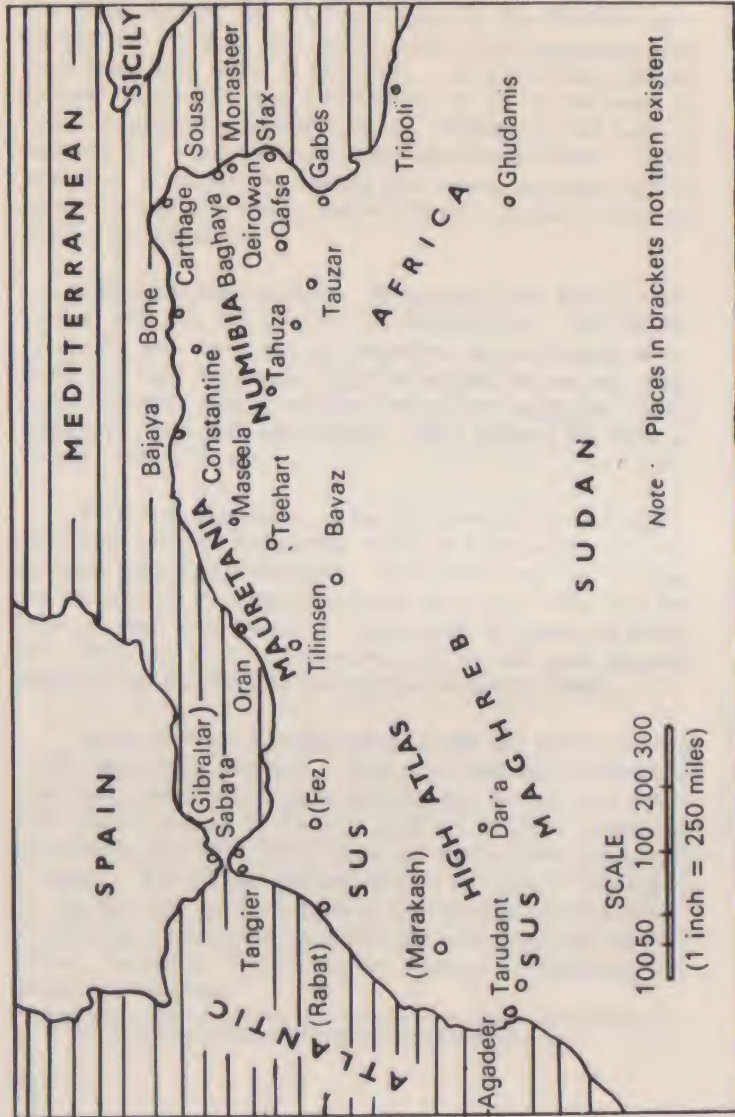 MEDITERRANEAN
SICILY
SPAIN
Bone
Carthage
Sousa
Bajaya
Constantine
Monasteer
Baghaya
Sfax
Qeirowan
NUMIBIA
Maseela
Qafsa
Gabes
(Gibraltar)
Sabata
Oran
MAURETANIA
Teehart
Tahuza
Tauzar
Tripoli
Tangier
Tilimsen
Bavaz
AFRICA
ATLANTIC
(Rabat)
(Fez)
SUS
Ghudamis
(Marakash)
HIGH ATLAS
MAGHREB
Dar'a
Agadeer
Tarudant
SUS
SUDAN
SCALE
100 50 100 200 300
(1 inch = 250 miles)
Note · Places in brackets not then existent